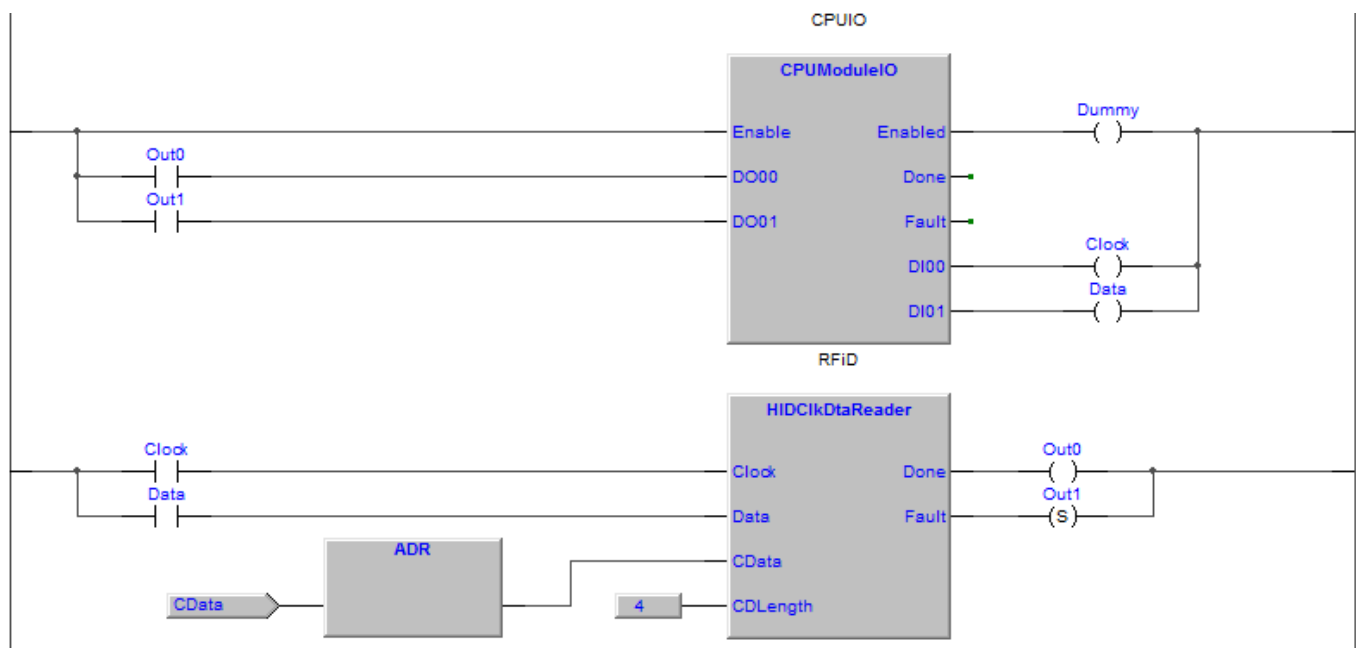 CPUIO
CPUModuleIO
Dummy
Enable Enabled
Out0
DO00 Done
Out1
DO01 Fault
Clock
DI00
Data
DI01
RFiD
HIDClkDtaReader
Clock Out0
Clock Done
Data Out1
Data Fault
(S)
ADR
CData
CData 4 CDLength